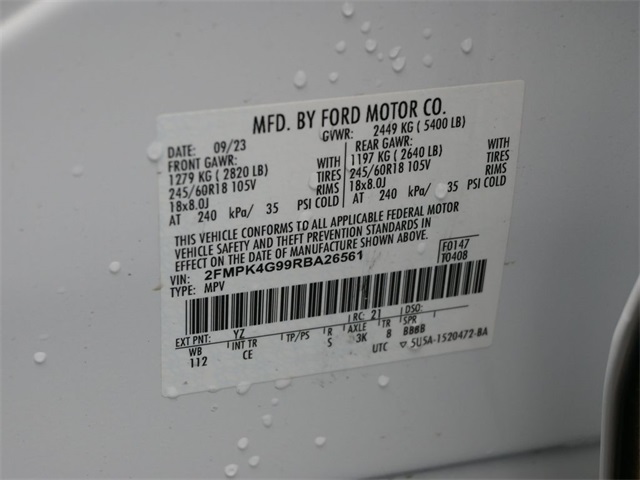 MFD. BY FORD MOTOR CO.
DATE: 09/23 GVWR: 2449 KG ( 5400 LB)
FRONT GAWR: REAR GAWR:
1279 KG ( 2820 LB) WITH 1197 KG ( 2640 LB) WITH
245/60R18 105V TIRES 245/60R18 105V TIRES
18x8.0J RIMS 18x8.0J RIMS
AT 240 kPa/ 35 PSI COLD AT 240 kPa/ 35 PSI COLD
THIS VEHICLE CONFORMS TO ALL APPLICABLE FEDERAL MOTOR
VEHICLE SAFETY AND THEFT PREVENTION STANDARDS IN
EFFECT ON THE DATE OF MANUFACTURE SHOWN ABOVE.
VIN: 2FMPK4G99RBA26561 F0147
TYPE: MPV T0408
EXT PNT: YZ RC: 21 DSO:
WB INT TR TP/PS R AXLE TR SPR
112 CE S 3K 8 BBBB
UTC ▽ 5U5A-1520472-BA